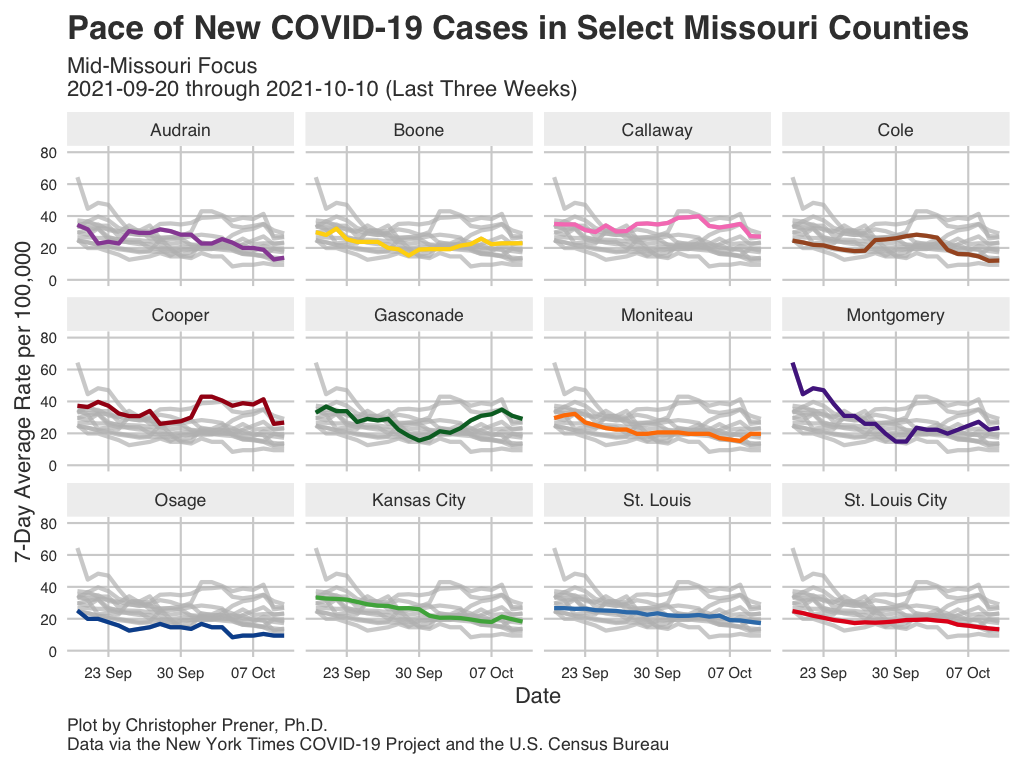 Pace of New COVID-19 Cases in Select Missouri Counties
Mid-Missouri Focus
2021-09-20 through 2021-10-10 (Last Three Weeks)
Audrain Boone Callaway Cole
80
60
40
20
0
Cooper Gasconade Moniteau Montgomery
80
60
40
20
0
Osage Kansas City St. Louis St. Louis City
80
60
40
20
0
7-Day Average Rate per 100,000
23 Sep 30 Sep 07 Oct 23 Sep 30 Sep 07 Oct 23 Sep 30 Sep 07 Oct 23 Sep 30 Sep 07 Oct
Date
Plot by Christopher Prener, Ph.D.
Data via the New York Times COVID-19 Project and the U.S. Census Bureau